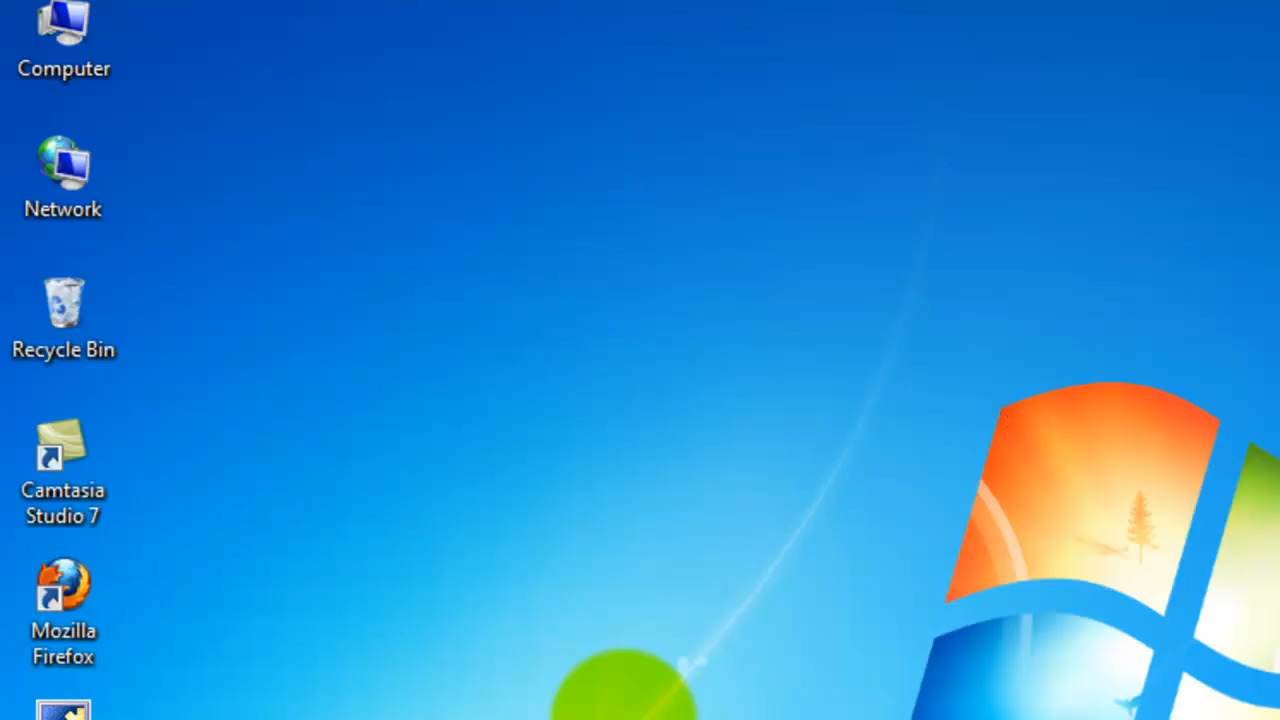 Computer
Network
Recycle Bin
Camtasia
Studio 7
Mozilla
Firefox